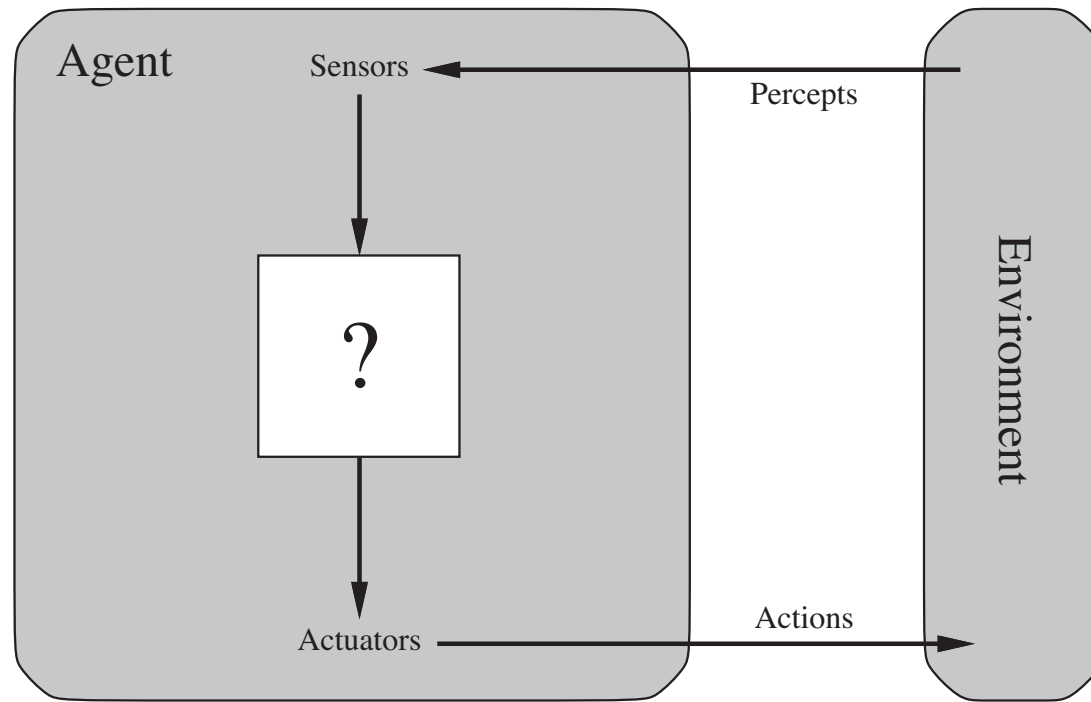 Agent
Sensors
Percepts
?
Environment
Actions
Actuators